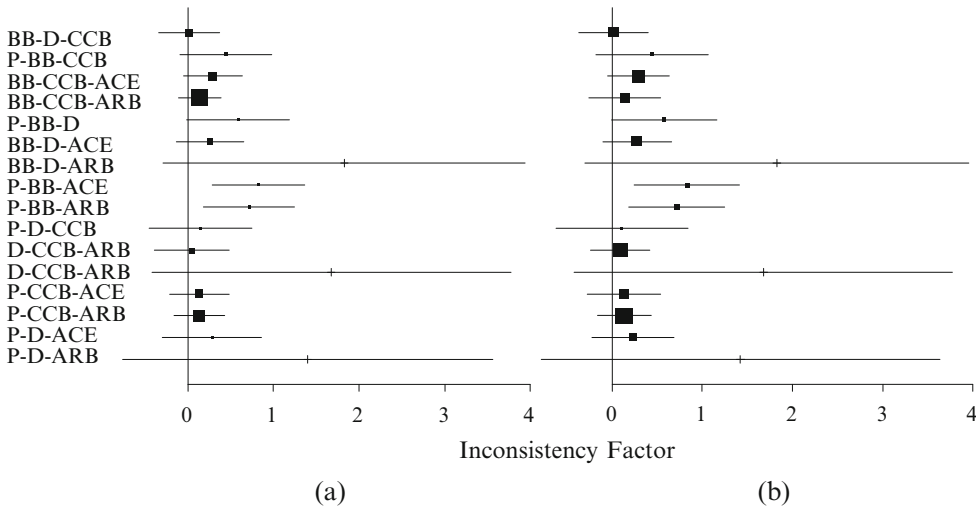 BB-D-CCB
P-BB-CCB
BB-CCB-ACE
BB-CCB-ARB
P-BB-D
BB-D-ACE
BB-D-ARB
P-BB-ACE
P-BB-ARB
P-D-CCB
D-CCB-ARB
D-CCB-ARB
P-CCB-ACE
P-CCB-ARB
P-D-ACE
P-D-ARB
0 1 2 3 4 0 1 2 3 4
Inconsistency Factor
(a) (b)